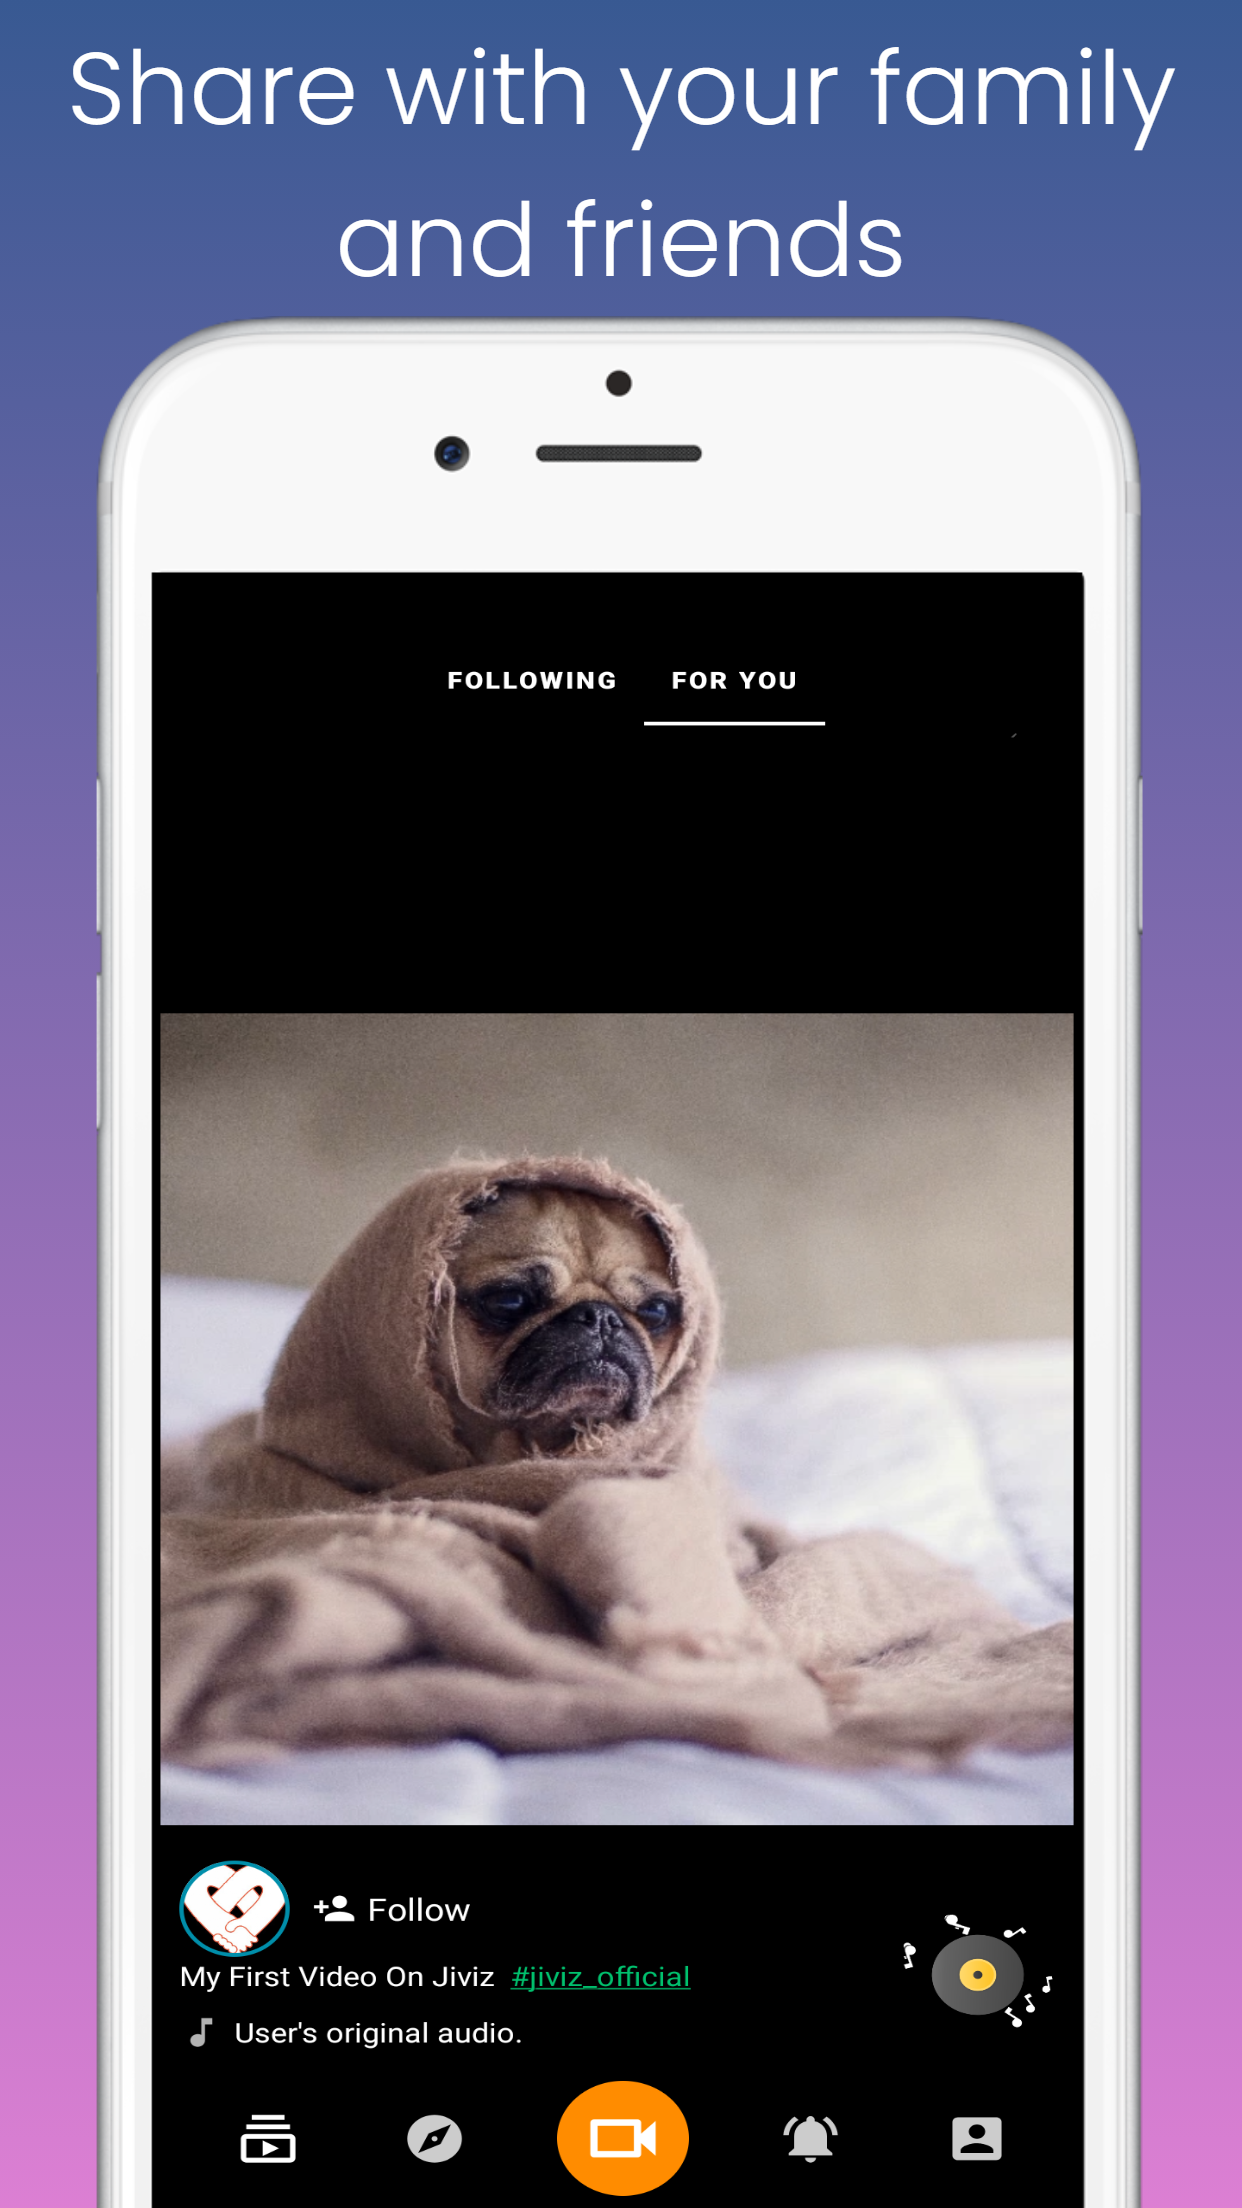 Share with your family
and friends
FOLLOWING FOR YOU
Follow
My First Video On Jiviz #jiviz_official
User's original audio.